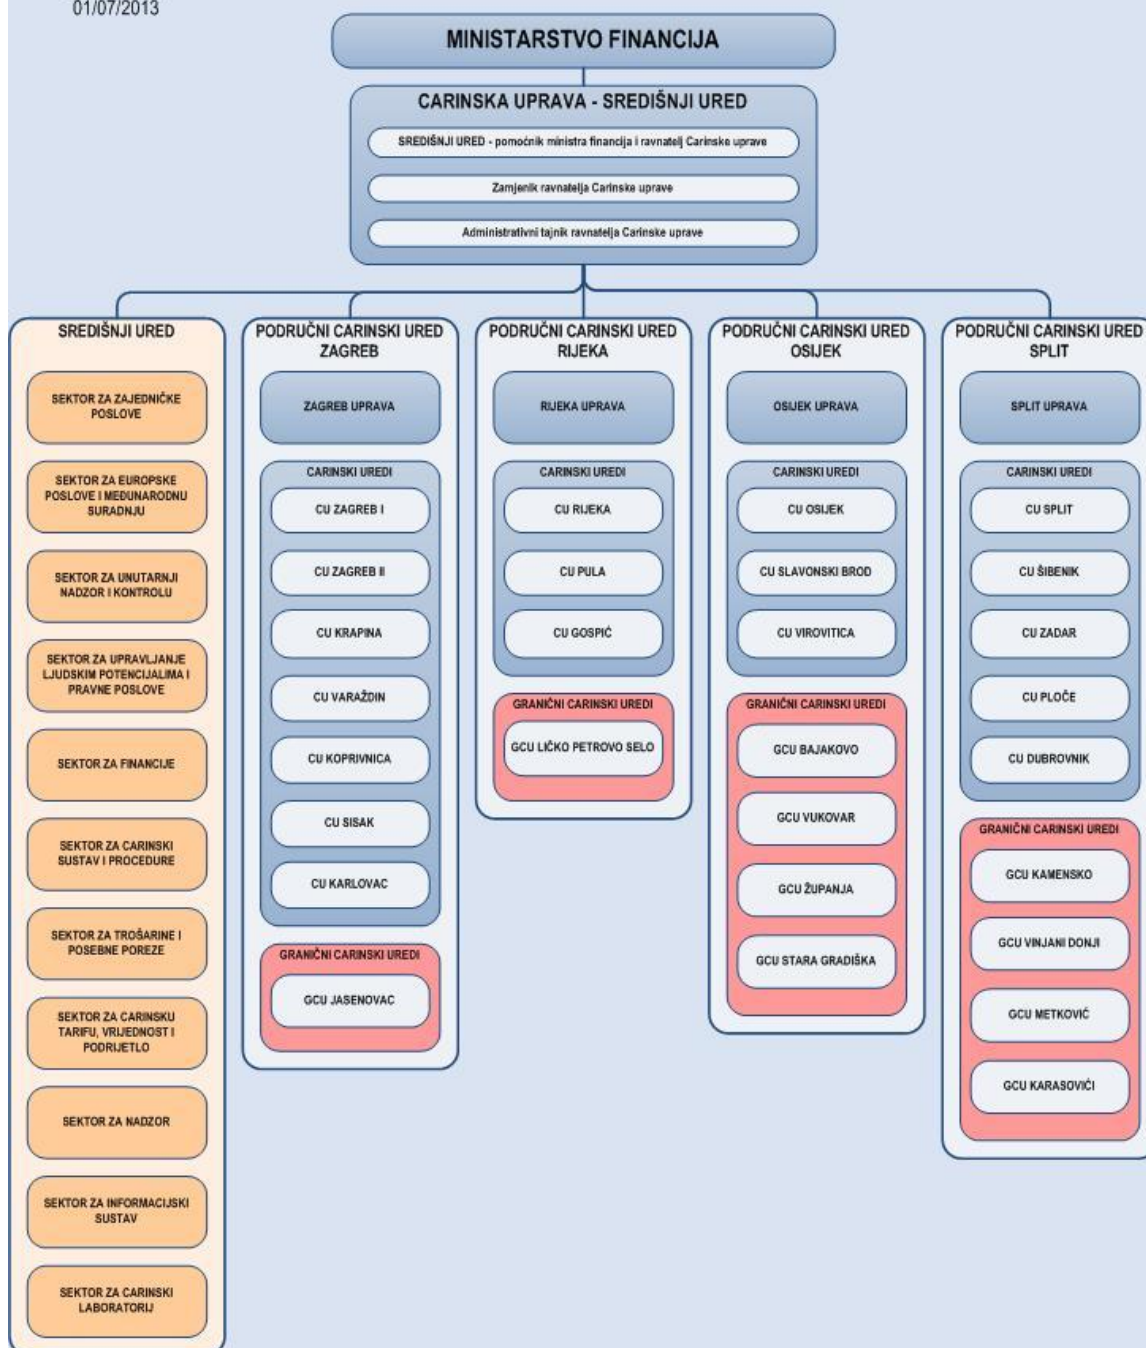 01/07/2013
MINISTARSTVO FINANCIJA
CARINSKA UPRAVA - SREDIŠNJI URED
SREDIŠNJI URED - pomoćnik ministra financija i ravnatelj Carinske uprave
Zamjenik ravnatelja Carinske uprave
Administrativni tajnik ravnatelja Carinske uprave
SREDIŠNJI URED
SEKTOR ZA ZAJEDNIČKE
POSLOVE
SEKTOR ZA EUROPSKE
POSLOVE I MEĐUNARODNU
SURADNJU
SEKTOR ZA UNUTARNJI
NADZOR I KONTROLU
SEKTOR ZA UPRAVLJANJE
LJUDSKIM POTENCIJALIMA I
PRAVNE POSLOVE
SEKTOR ZA FINANCIJE
SEKTOR ZA CARINSKI
SUSTAV I PROCEDURE
SEKTOR ZA TROŠARINE I
POSEBNE POREZE
SEKTOR ZA CARINSKU
TARIFU, VRIJEDNOST I
PODRIJETLO
SEKTOR ZA NADZOR
SEKTOR ZA INFORMACIJSKI
SUSTAV
SEKTOR ZA CARINSKI
LABORATORIJ
PODRUČNI CARINSKI URED
ZAGREB
ZAGREB UPRAVA
CARINSKI UREDI
CU ZAGREB I
CU ZAGREB II
CU KRAPINA
CU VARAŽDIN
CU KOPRIVNICA
CU SISAK
CU KARLOVAC
GRANIČNI CARINSKI UREDI
GCU JASENOVAC
PODRUČNI CARINSKI URED
RIJEKA
RIJEKA UPRAVA
CARINSKI UREDI
CU RIJEKA
CU PULA
CU GOSPIĆ
GRANIČNI CARINSKI UREDI
GCU LIČKO PETROVO SELO
PODRUČNI CARINSKI URED
OSIJEK
OSIJEK UPRAVA
CARINSKI UREDI
CU OSIJEK
CU SLAVONSKI BROD
CU VIROVITICA
GRANIČNI CARINSKI UREDI
GCU BAJAKOVO
GCU VUKOVAR
GCU ŽUPANJA
GCU STARA GRADIŠKA
PODRUČNI CARINSKI URED
SPLIT
SPLIT UPRAVA
CARINSKI UREDI
CU SPLIT
CU ŠIBENIK
CU ZADAR
CU PLOČE
CU DUBROVNIK
GRANIČNI CARINSKI UREDI
GCU KAMENSKO
GCU VINJANI DONJI
GCU METKOVIĆ
GCU KARASOVIĆI